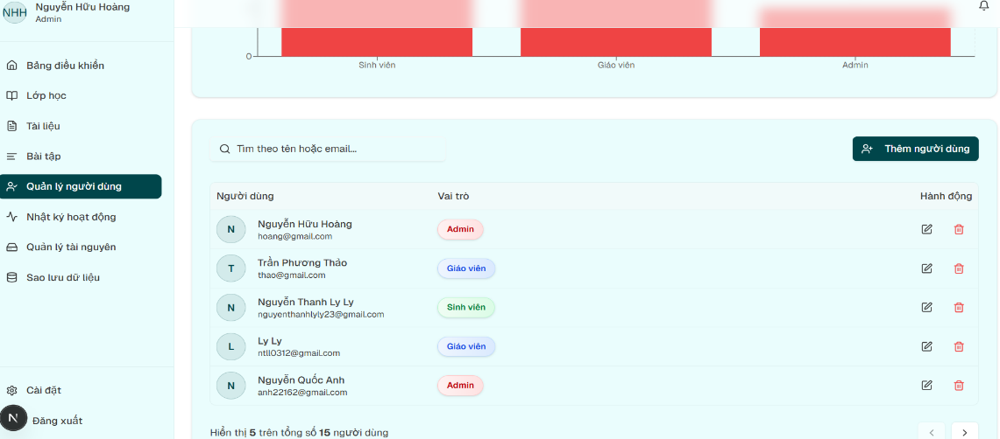 NHH
Nguyễn Hữu Hoàng
Admin
Bảng điều khiển
Lớp học
Tài liệu
Bài tập
Quản lý người dùng
Nhật ký hoạt động
Quản lý tài nguyên
Sao lưu dữ liệu
Cài đặt
N
Đăng xuất
0
Sinh viên
Giáo viên
Admin
Tìm theo tên hoặc email...
Thêm người dùng
Người dùng
Vai trò
Hành động
N
Nguyễn Hữu Hoàng
hoang@gmail.com
Admin
T
Trần Phương Thảo
thao@gmail.com
Giáo viên
N
Nguyễn Thanh Ly Ly
nguyenthanhlyly23@gmail.com
Sinh viên
L
Ly Ly
ntll0312@gmail.com
Giáo viên
N
Nguyễn Quốc Anh
anh22162@gmail.com
Admin
Hiển thị 5 trên tổng số 15 người dùng